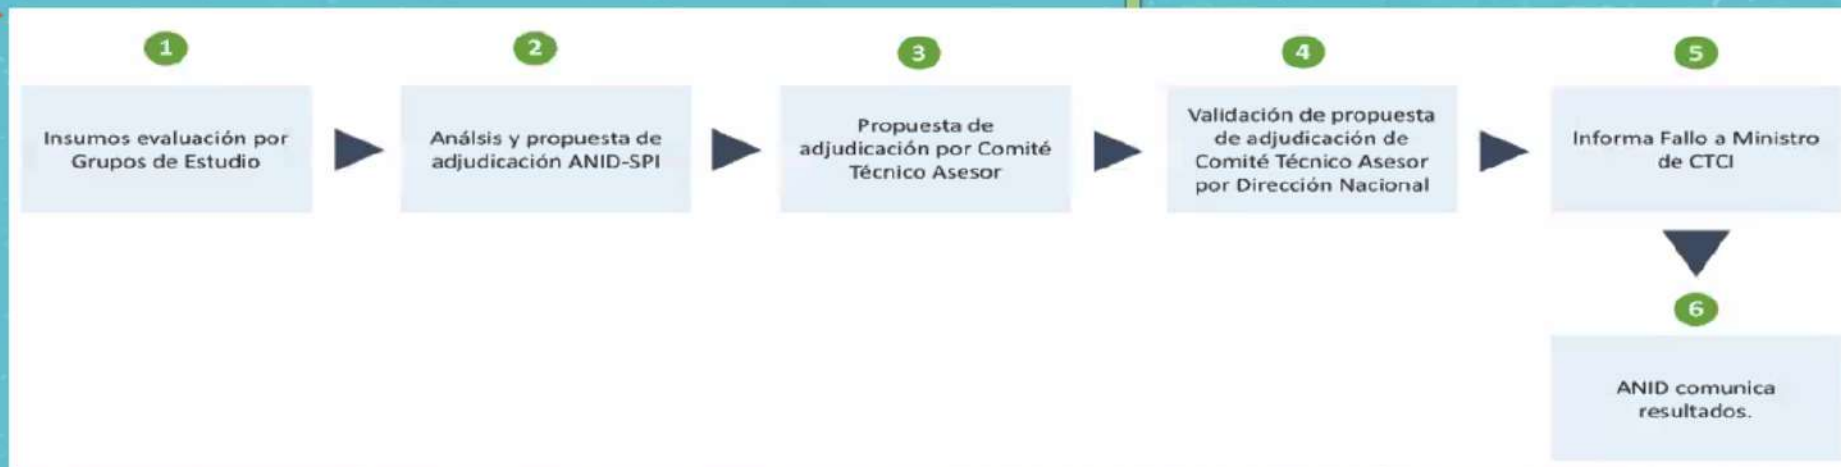 1
Insumos evaluación por
Grupos de Estudio
2
Análsis y propuesta de
adjudicación ANID-SPI
3
Propuesta de
adjudicación por Comité
Técnico Asesor
4
Validación de propuesta
de adjudicación de
Comité Técnico Asesor
por Dirección Nacional
5
Informa Fallo a Ministro
de CTCI
6
ANID comunica
resultados.